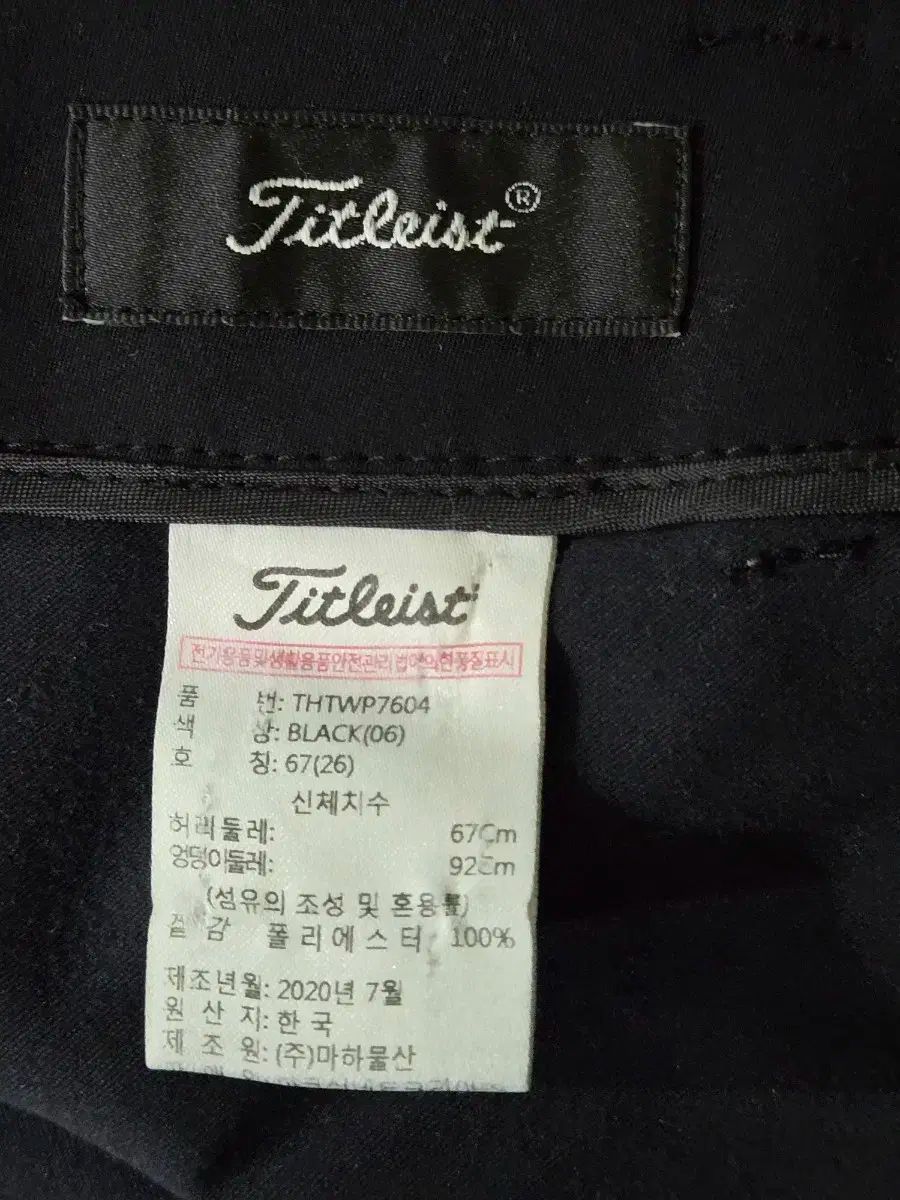 Titleist®
Titleist
전기용품및생활용품안전관리법에의한품질표시
품 번: THTWP7604
색 상: BLACK(06)
호 칭: 67(26)
신체치수
허리둘레: 67Cm
엉덩이둘레: 92Cm
(섬유의 조성 및 혼용률)
겉 감 폴리에스터 100%
제조년월: 2020년 7월
원 산 지: 한 국
제 조 원: (주)마하물산